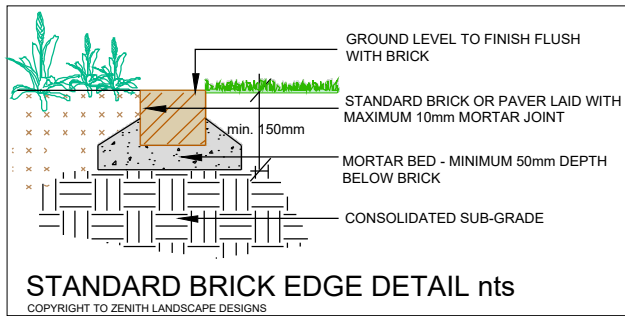 GROUND LEVEL TO FINISH FLUSH
WITH BRICK
STANDARD BRICK OR PAVER LAID WITH
MAXIMUM 10mm MORTAR JOINT
min. 150mm
MORTAR BED - MINIMUM 50mm DEPTH
BELOW BRICK
CONSOLIDATED SUB-GRADE
STANDARD BRICK EDGE DETAIL nts
COPYRIGHT TO ZENITH LANDSCAPE DESIGNS